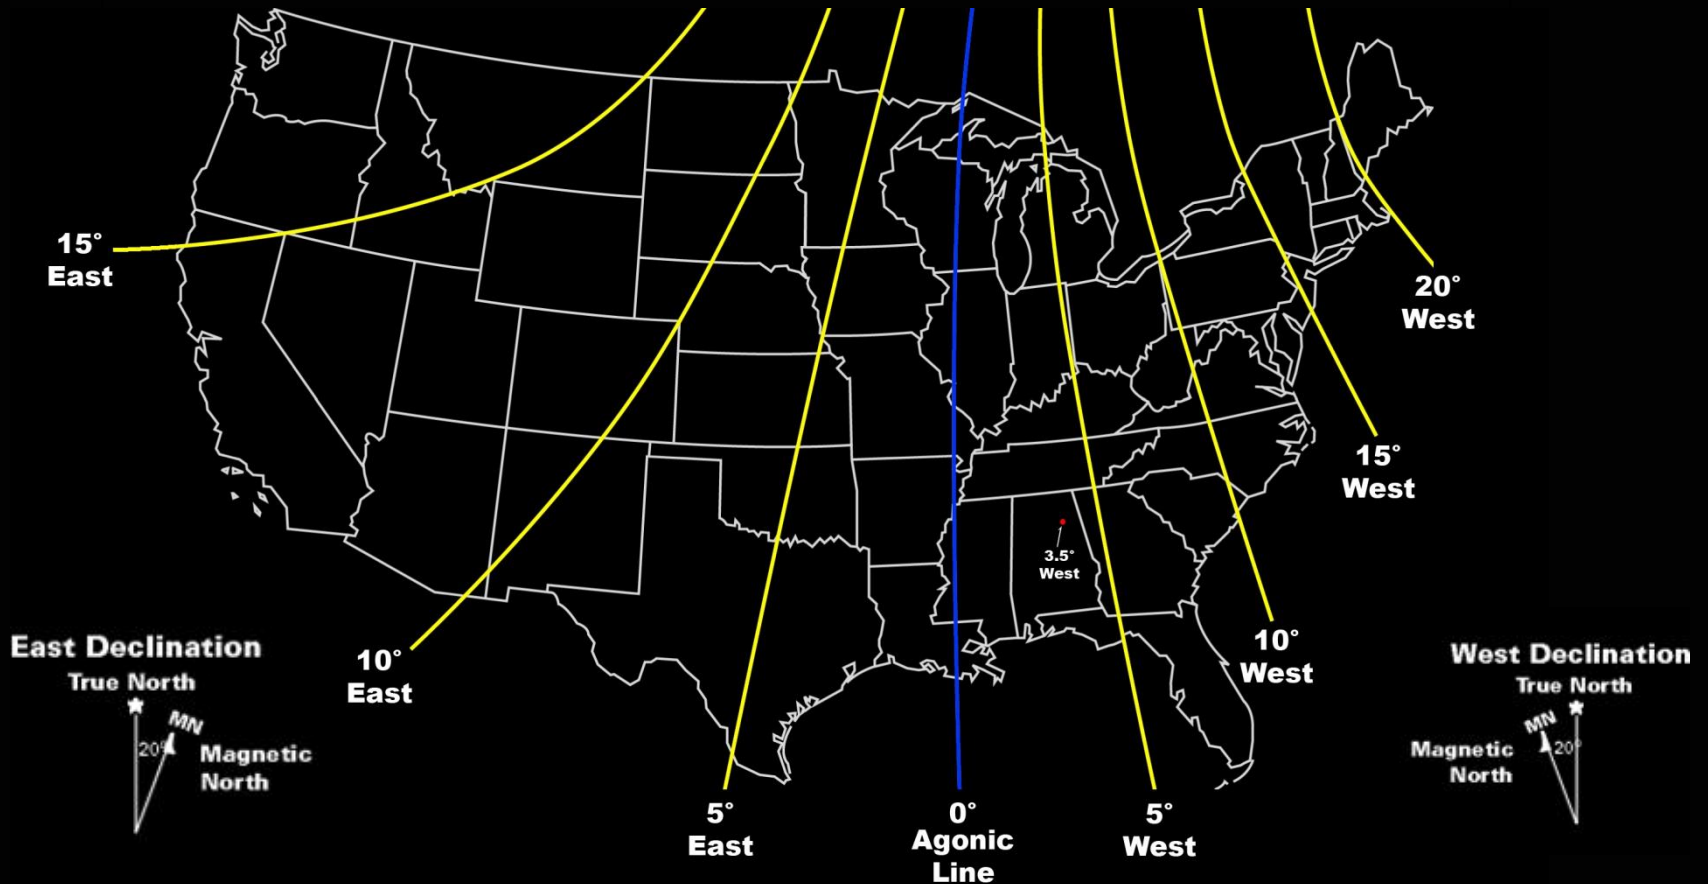 15°
East
20°
West
15°
West
3.5°
West
10°
West
10°
East
5°
East
0°
Agonic
Line
5°
West
East Declination
True North
MN
20°
Magnetic
North
West Declination
True North
MN
20°
Magnetic
North